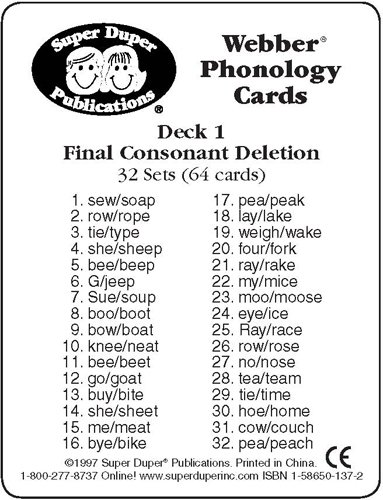 Super Duper
Publications®
Webber®
Phonology
Cards
Deck 1
Final Consonant Deletion
32 Sets (64 cards)
1. sew/soap
2. row/rope
3. tie/type
4. she/sheep
5. bee/beep
6. G/jeep
7. Sue/soup
8. boo/boot
9. bow/boat
10. knee/neat
11. bee/beet
12. go/goat
13. buy/bite
14. she/sheet
15. me/meat
16. bye/bike
17. pea/peak
18. lay/lake
19. weigh/wake
20. four/fork
21. ray/rake
22. my/mice
23. moo/moose
24. eye/ice
25. Ray/race
26. row/rose
27. no/nose
28. tea/team
29. tie/time
30. hoe/home
31. cow/couch
32. pea/peach
©1997 Super Duper® Publications. Printed in China. CE
1-800-277-8737 Online! www.superduperinc.com ISBN 1-58650-137-2